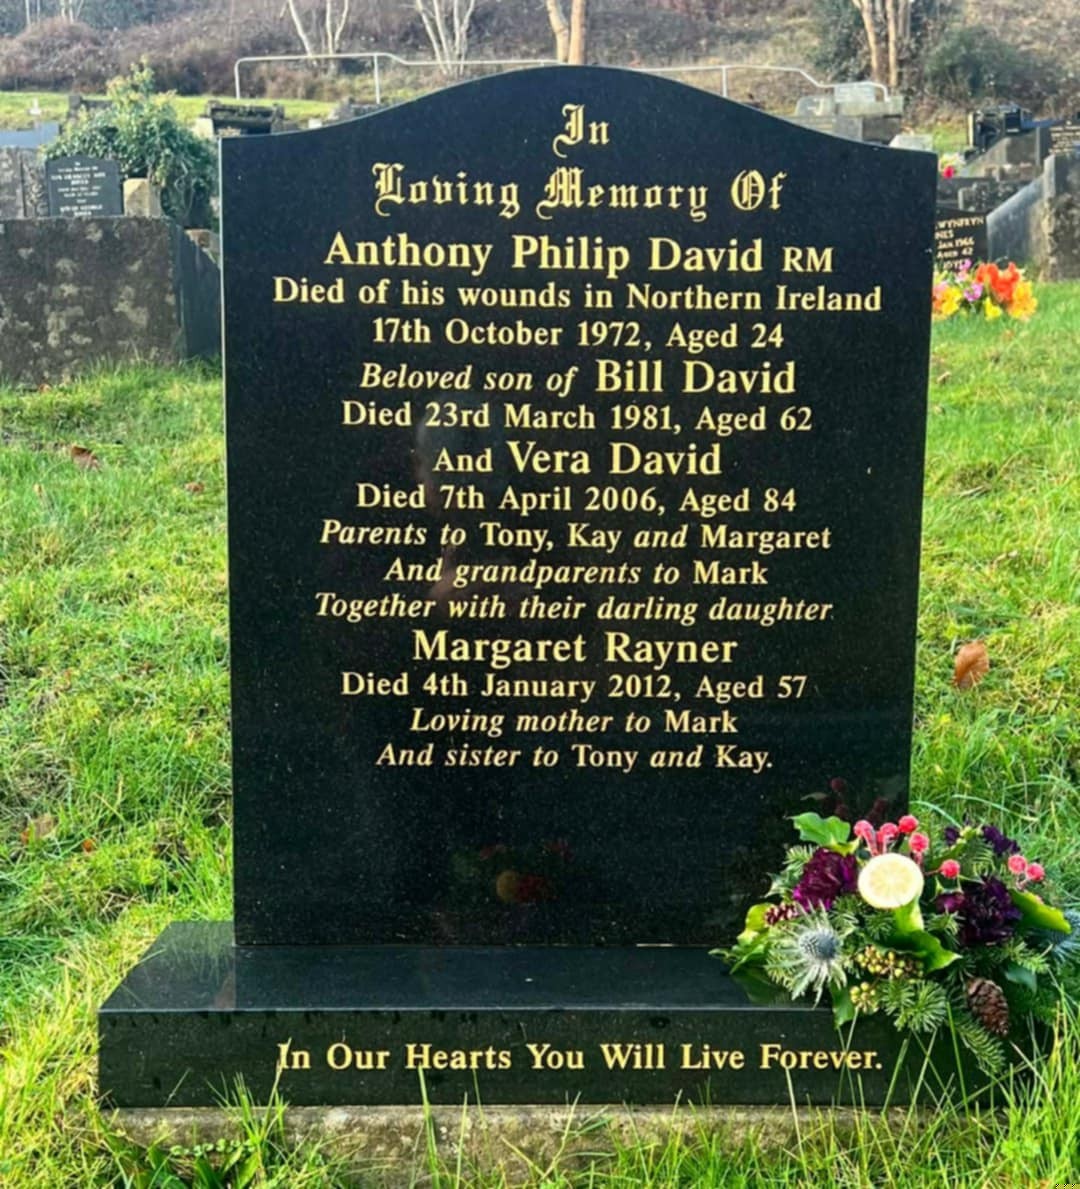 In
Loving Memory Of
Anthony Philip David RM
Died of his wounds in Northern Ireland
17th October 1972, Aged 24
Beloved son of Bill David
Died 23rd March 1981, Aged 62
And Vera David
Died 7th April 2006, Aged 84
Parents to Tony, Kay and Margaret
And grandparents to Mark
Together with their darling daughter
Margaret Rayner
Died 4th January 2012, Aged 57
Loving mother to Mark
And sister to Tony and Kay.
In Our Hearts You Will Live Forever.